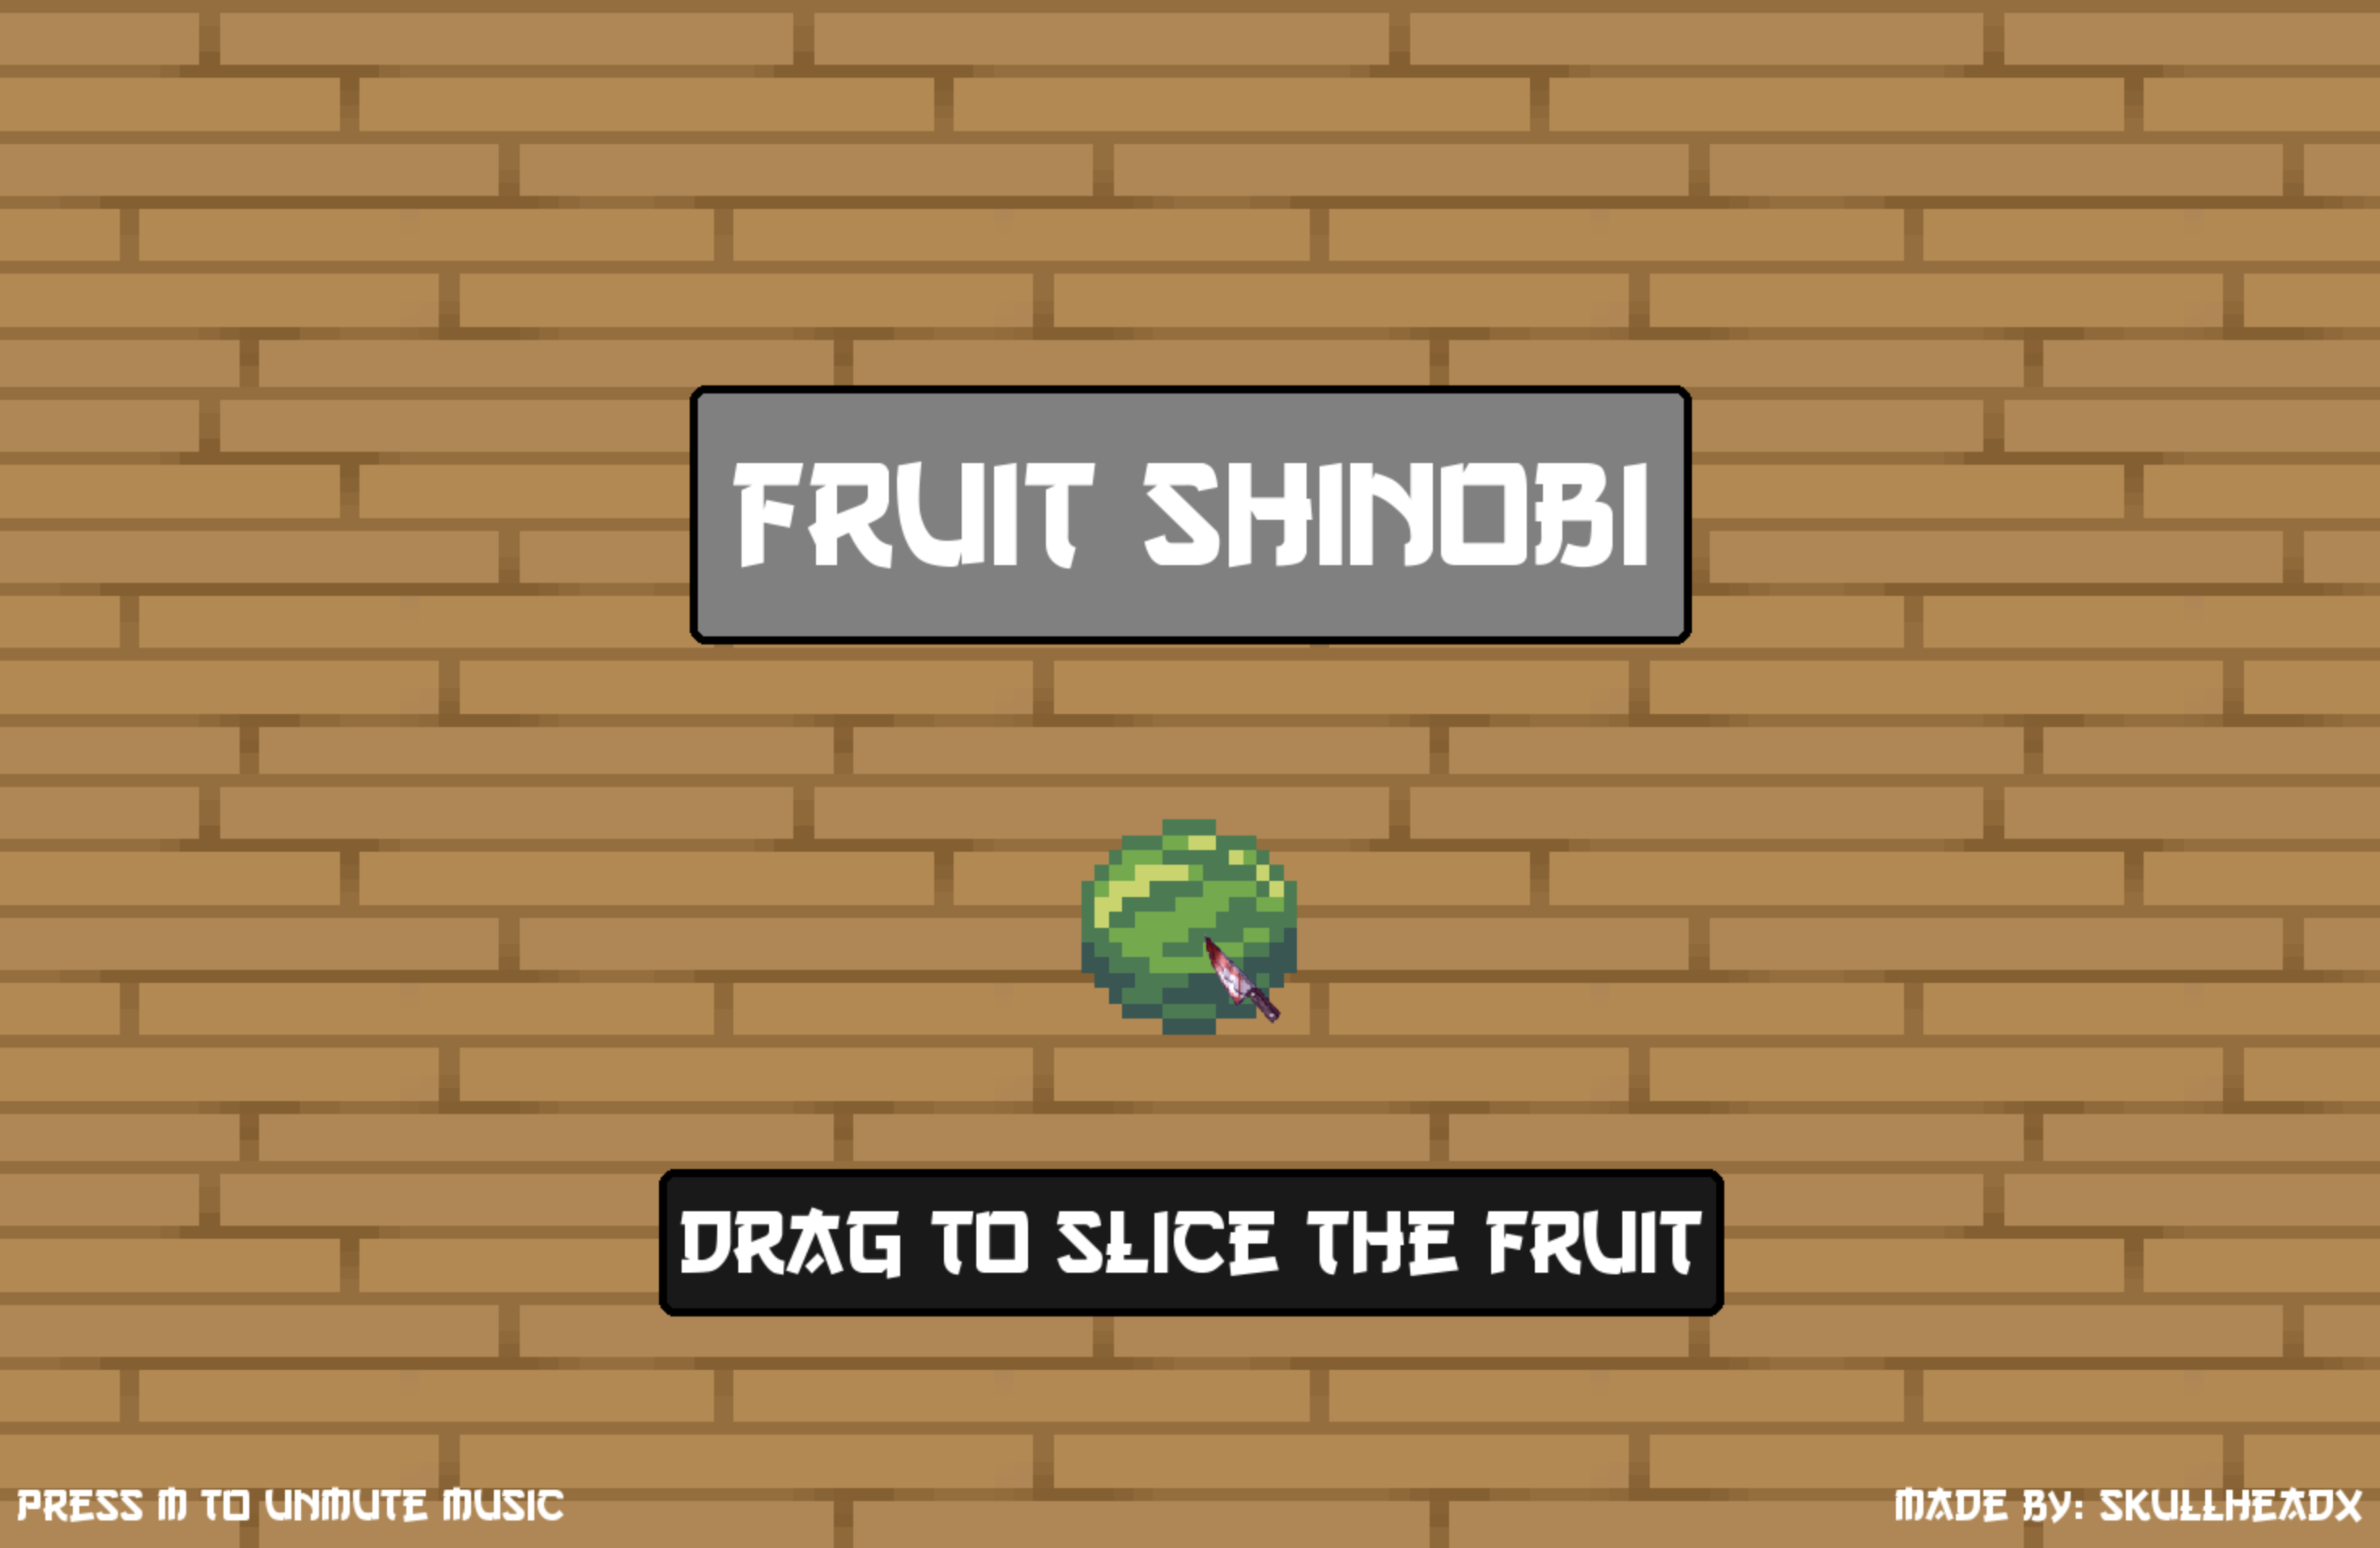 FRUIT SHINOBI
DRAG TO SLICE THE FRUIT
PRESS M TO UNMUTE MUSIC
MADE BY: SKULLHEADX